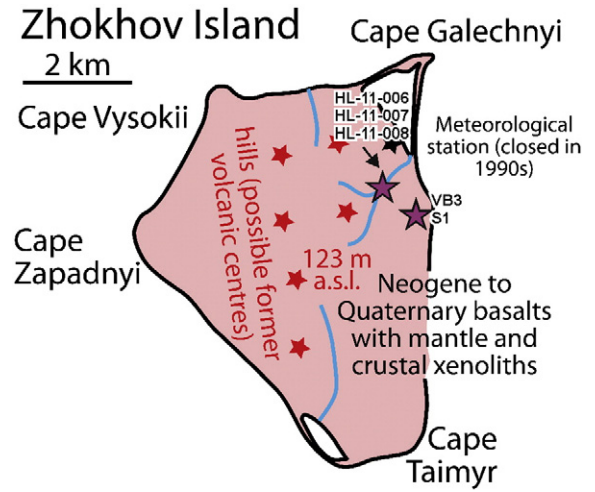 Zhokhov Island
2 km
Cape Galechnyi
Cape Vysokii
HL-11-006
HL-11-007
HL-11-008
Meteorological
station (closed in
1990s)
hills (possible former
volcanic centres)
VB3
S1
Cape
Zapadnyi
123 m
a.s.l.
Neogene to
Quaternary basalts
with mantle and
crustal xenoliths
Cape
Taimyr